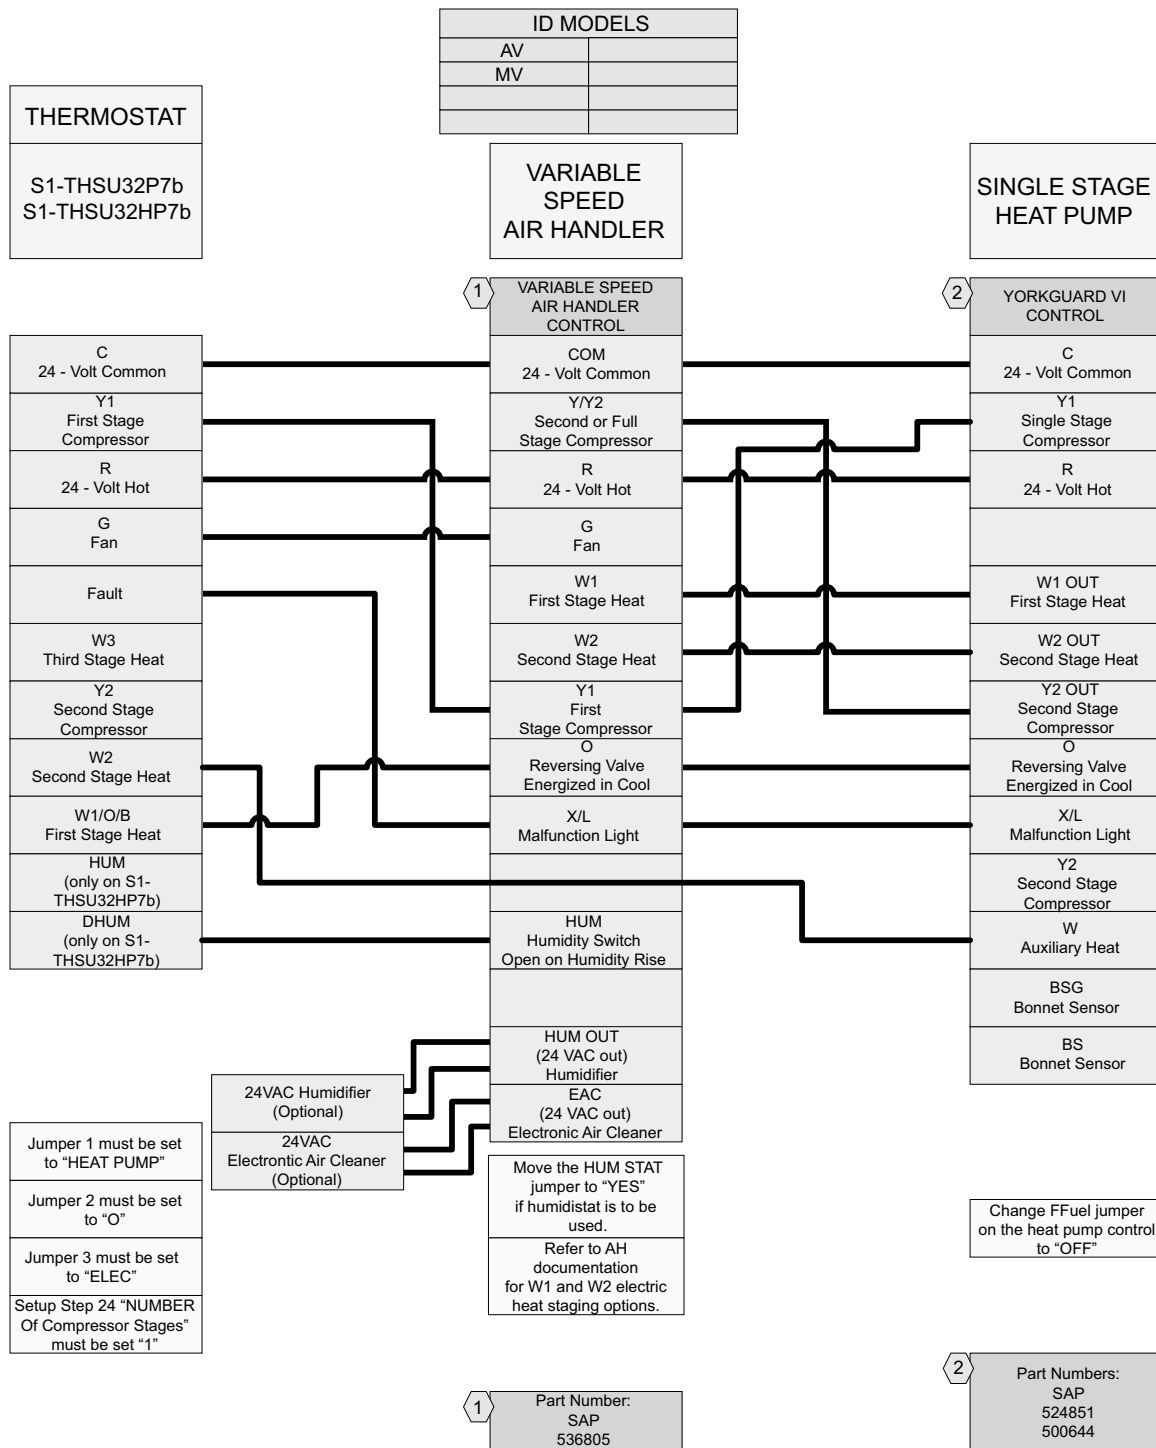 ID MODELS
AV
MV
THERMOSTAT
S1-THSU32P7b
S1-THSU32HP7b
VARIABLE
SPEED
AIR HANDLER
SINGLE STAGE
HEAT PUMP
1
VARIABLE SPEED
AIR HANDLER
CONTROL
2
YORKGUARD VI
CONTROL
C
24 - Volt Common
Y1
First Stage
Compressor
R
24 - Volt Hot
G
Fan
Fault
W3
Third Stage Heat
Y2
Second Stage
Compressor
W2
Second Stage Heat
W1/O/B
First Stage Heat
HUM
(only on S1-
THSU32HP7b)
DHUM
(only on S1-
THSU32HP7b)
COM
24 - Volt Common
Y/Y2
Second or Full
Stage Compressor
R
24 - Volt Hot
G
Fan
W1
First Stage Heat
W2
Second Stage Heat
Y1
First
Stage Compressor
O
Reversing Valve
Energized in Cool
X/L
Malfunction Light
HUM
Humidity Switch
Open on Humidity Rise
HUM OUT
(24 VAC out)
Humidifier
EAC
(24 VAC out)
Electronic Air Cleaner
C
24 - Volt Common
Y1
Single Stage
Compressor
R
24 - Volt Hot
W1 OUT
First Stage Heat
W2 OUT
Second Stage Heat
Y2 OUT
Second Stage
Compressor
O
Reversing Valve
Energized in Cool
X/L
Malfunction Light
Y2
Second Stage
Compressor
W
Auxiliary Heat
BSG
Bonnet Sensor
BS
Bonnet Sensor
24VAC Humidifier
(Optional)
24VAC
Electrontic Air Cleaner
(Optional)
Jumper 1 must be set
to “HEAT PUMP”
Jumper 2 must be set
to “O”
Jumper 3 must be set
to “ELEC”
Setup Step 24 “NUMBER
Of Compressor Stages”
must be set “1”
Move the HUM STAT
jumper to “YES”
if humidistat is to be
used.
Refer to AH
documentation
for W1 and W2 electric
heat staging options.
Change FFuel jumper
on the heat pump control
to “OFF”
1
Part Number:
SAP
536805
2
Part Numbers:
SAP
524851
500644